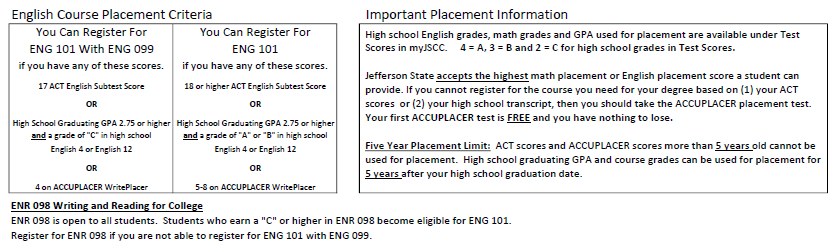 English Course Placement Criteria
You Can Register For
ENG 101 With ENG 099
if you have any of these scores.
17 ACT English Subtest Score
OR
High School Graduating GPA 2.75 or higher
and a grade of "C" in high school
English 4 or English 12
OR
4 on ACCUPLACER WritePlacer
You Can Register For
ENG 101
if you have any of these scores.
18 or higher ACT English Subtest Score
OR
High School Graduating GPA 2.75 or higher
and a grade of "A" or "B" in high school
English 4 or English 12
OR
5-8 on ACCUPLACER WritePlacer
ENR 098 Writing and Reading for College
ENR 098 is open to all students. Students who earn a "C" or higher in ENR 098 become eligible for ENG 101.
Register for ENR 098 if you are not able to register for ENG 101 with ENG 099.
Important Placement Information
High school English grades, math grades and GPA used for placement are available under Test
Scores in myJSCC. 4 = A, 3 = B and 2 = C for high school grades in Test Scores.
Jefferson State accepts the highest math placement or English placement score a student can
provide. If you cannot register for the course you need for your degree based on (1) your ACT
scores or (2) your high school transcript, then you should take the ACCUPLACER placement test.
Your first ACCUPLACER test is FREE and you have nothing to lose.
Five Year Placement Limit: ACT scores and ACCUPLACER scores more than 5 years old cannot be
used for placement. High school graduating GPA and course grades can be used for placement for
5 years after your high school graduation date.